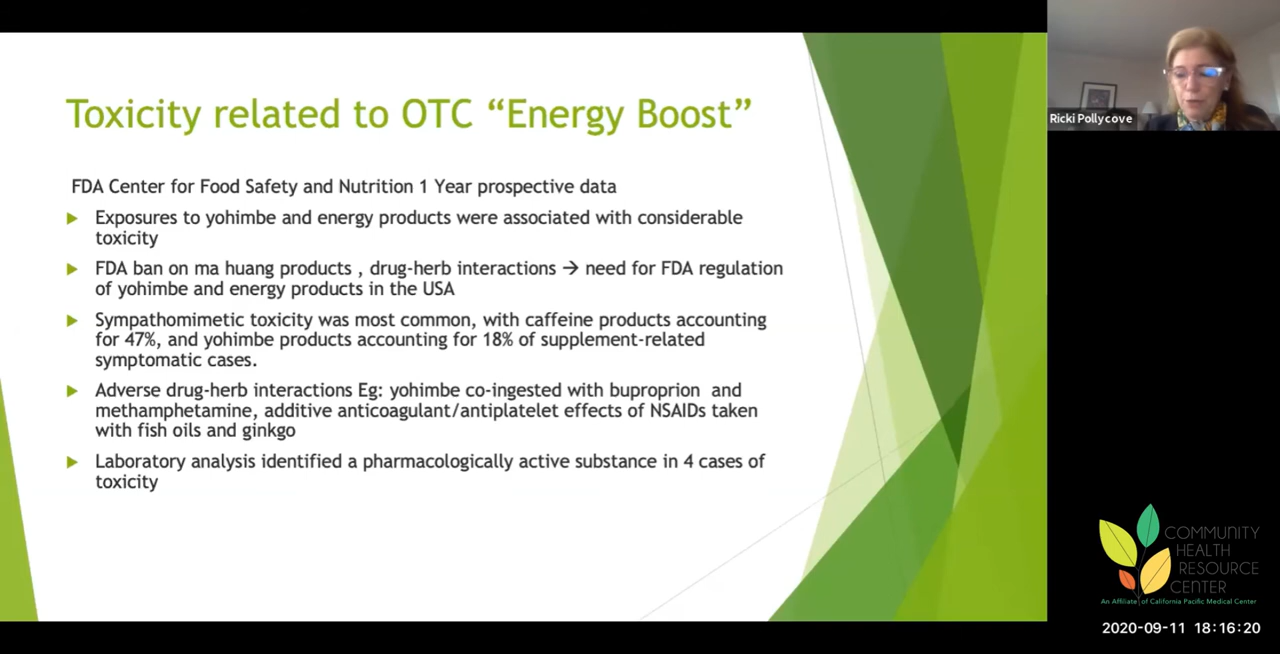 Toxicity related to OTC “Energy Boost”
FDA Center for Food Safety and Nutrition 1 Year prospective data
Exposures to yohimbe and energy products were associated with considerable
toxicity
FDA ban on ma huang products , drug-herb interactions → need for FDA regulation
of yohimbe and energy products in the USA
Sympathomimetic toxicity was most common, with caffeine products accounting
for 47%, and yohimbe products accounting for 18% of supplement-related
symptomatic cases.
Adverse drug-herb interactions Eg: yohimbe co-ingested with buproprion and
methamphetamine, additive anticoagulant/antiplatelet effects of NSAIDs taken
with fish oils and ginkgo
Laboratory analysis identified a pharmacologically active substance in 4 cases of
toxicity
Ricki Pollycove
COMMUNITY
HEALTH
RESOURCE
CENTER
An Affiliate of California Pacific Medical Center
2020-09-11 18:16:20